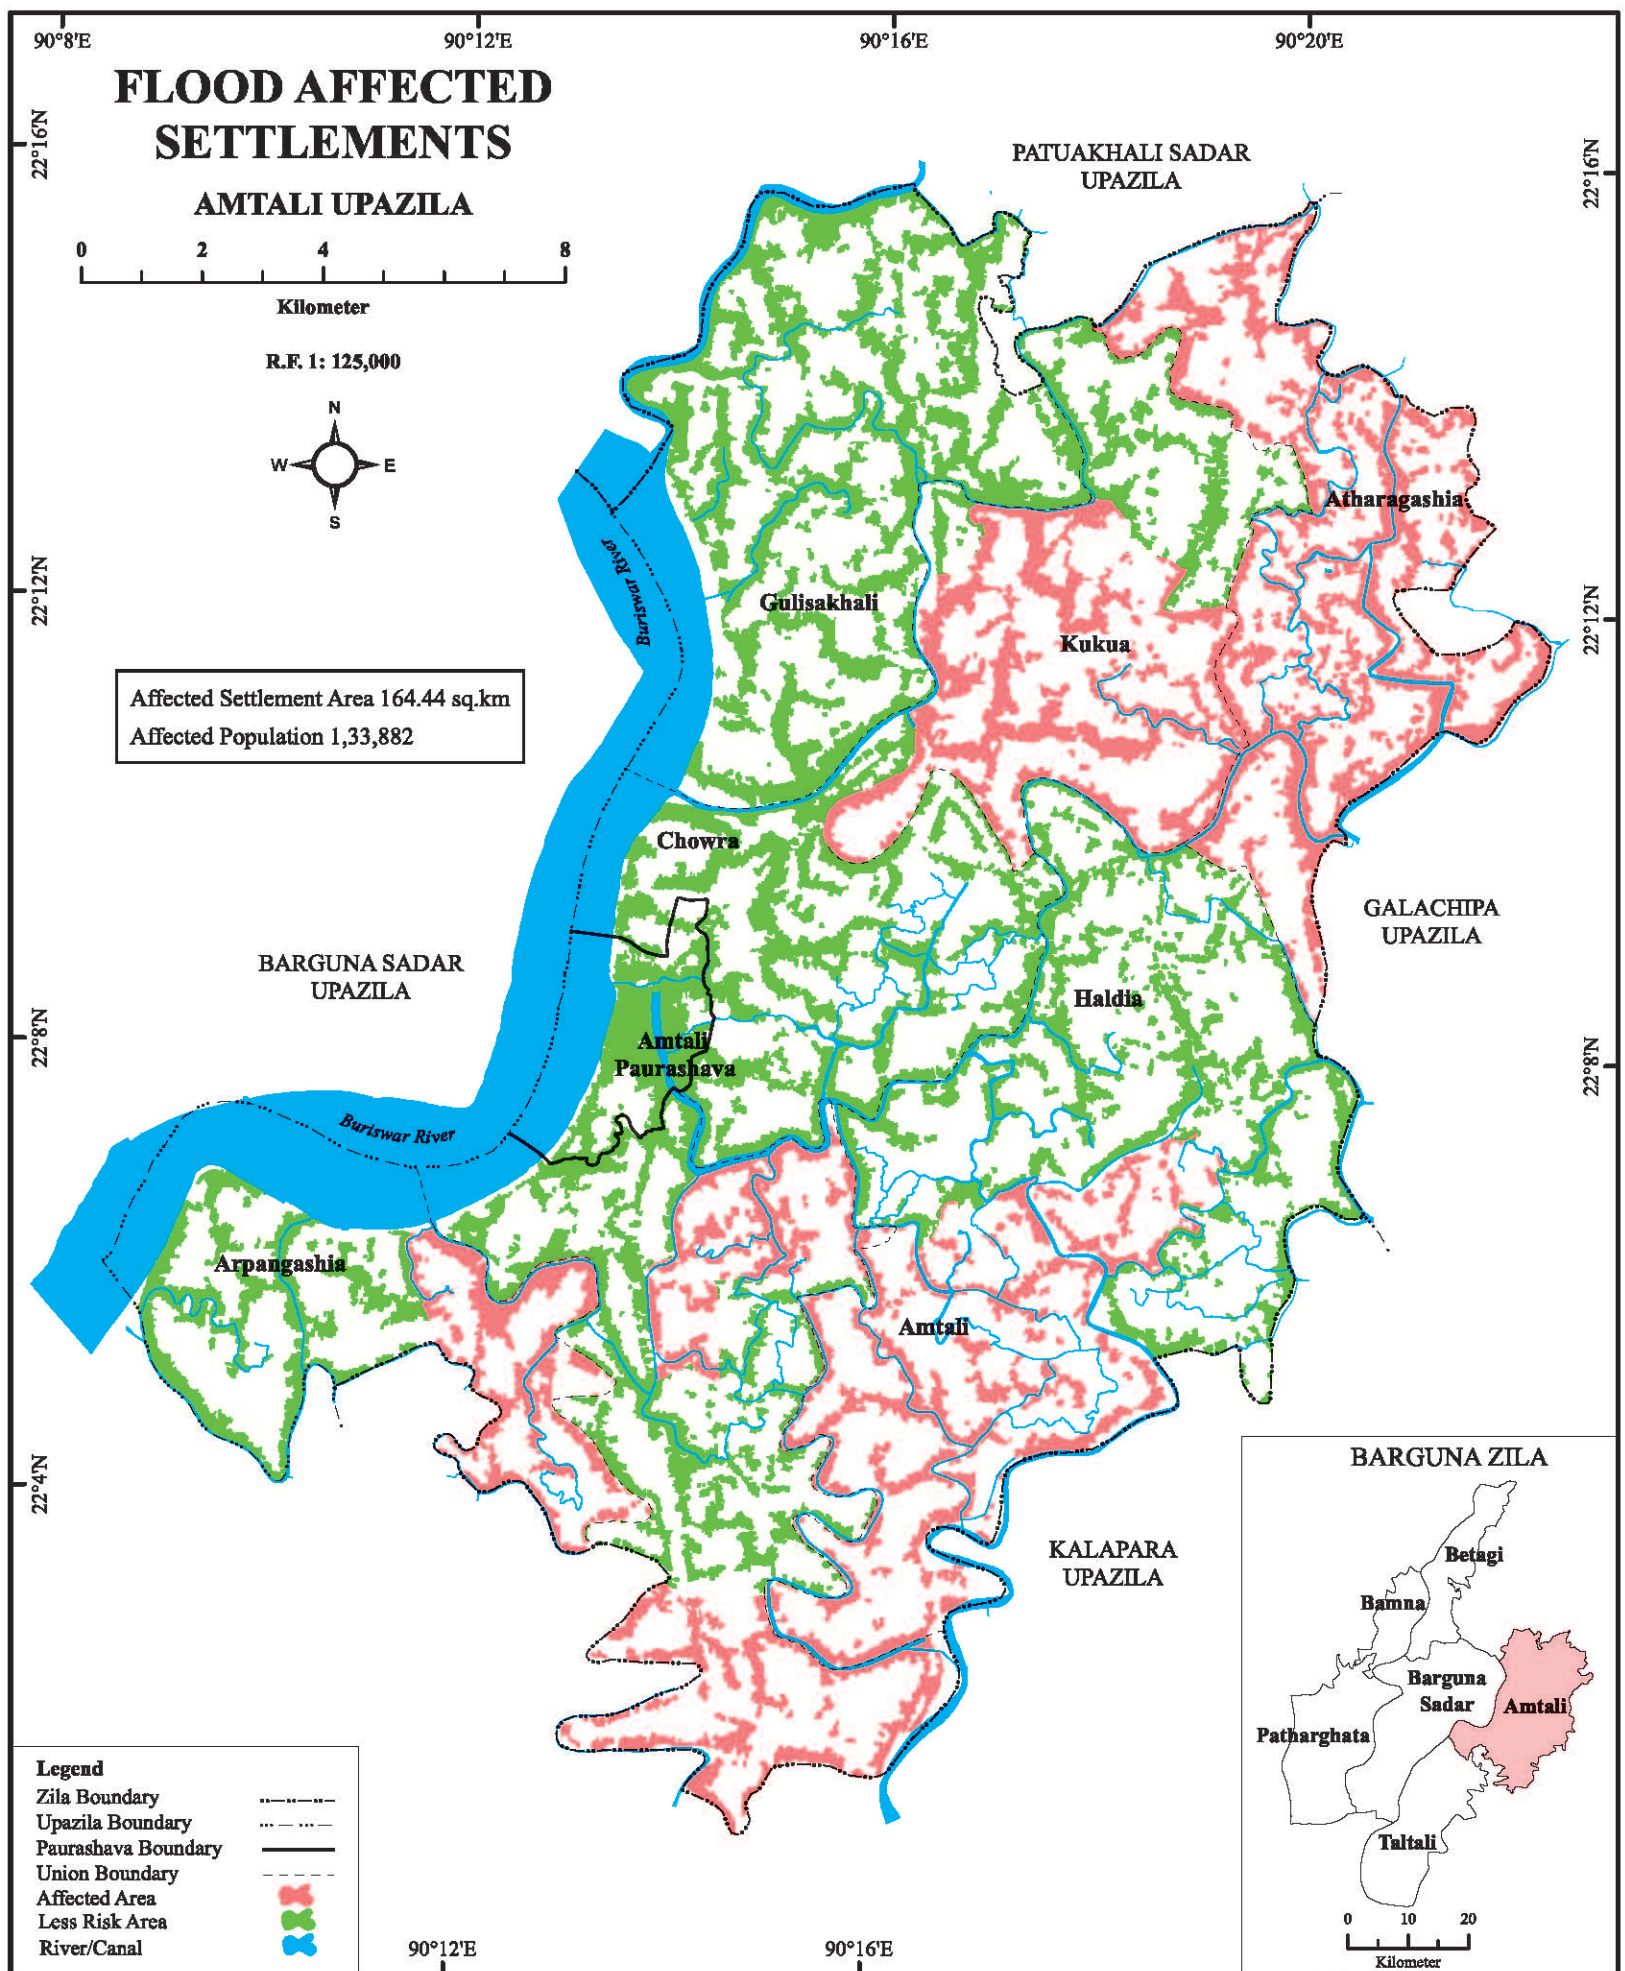 90°8'E
90°12'E
90°16'E
90°20'E
FLOOD AFFECTED
SETTLEMENTS
AMTALI UPAZILA
0 2 4 6 8
Kilometer
R.F. 1: 125,000
N
W E
S
22°16'N
22°16'N
PATUAKHALI SADAR
UPAZILA
Atharagashia
22°12'N
Buriswar River
Gulisakhali
22°12'N
Kukua
Affected Settlement Area 164.44 sq.km
Affected Population 1,33,882
Chowra
GALACHIPA
UPAZILA
BARGUNA SADAR
UPAZILA
Haldia
22°8'N
Amtali
Paurashava
22°8'N
Buriswar River
Arpangashia
Amtali
22°4'N
KALAPARA
UPAZILA
BARGUNA ZILA
Betagi
Bamna
Barguna
Sadar
Amtali
Patharghata
Taltali
0 10 20
Kilometer
Legend
Zila Boundary
Upazila Boundary
Paurashava Boundary
Union Boundary
Affected Area
Less Risk Area
River/Canal
90°12'E
90°16'E